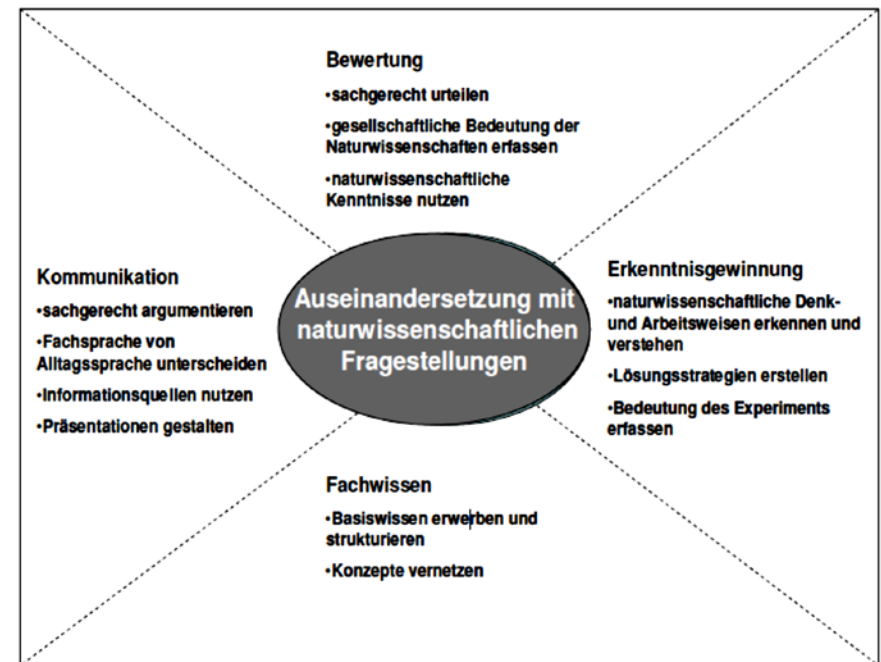 Bewertung
•sachgerecht urteilen
•gesellschaftliche Bedeutung der
Naturwissenschaften erfassen
•naturwissenschaftliche
Kenntnisse nutzen
Kommunikation
•sachgerecht argumentieren
•Fachsprache von
Alltagssprache unterscheiden
•Informationsquellen nutzen
•Präsentationen gestalten
Auseinandersetzung mit
naturwissenschaftlichen
Fragestellungen
Erkenntnisgewinnung
•naturwissenschaftliche Denk-
und Arbeitsweisen erkennen und
verstehen
•Lösungsstrategien erstellen
•Bedeutung des Experiments
erfassen
Fachwissen
•Basiswissen erwerben und
strukturieren
•Konzepte vernetzen